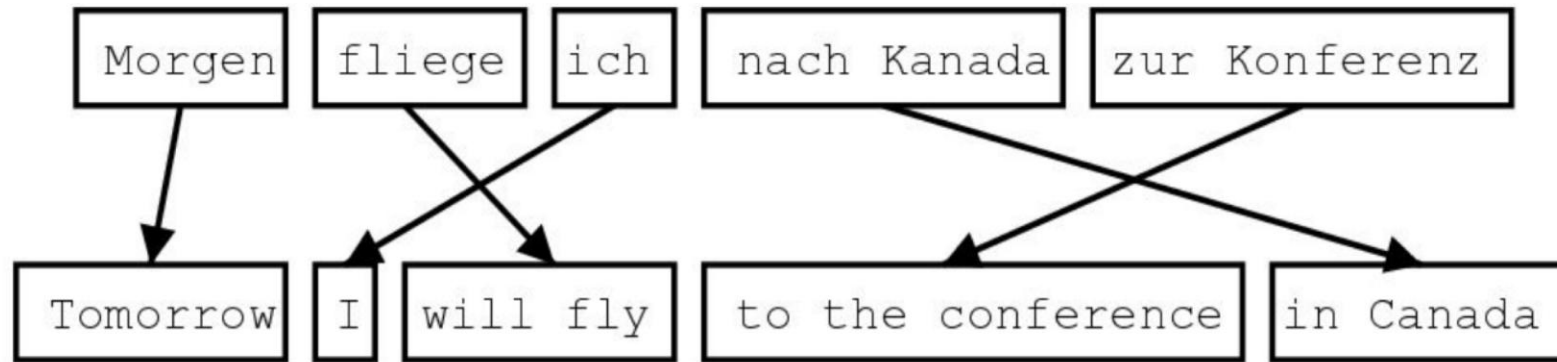 Morgen fliege ich nach Kanada zur Konferenz
Tomorrow I will fly to the conference in Canada